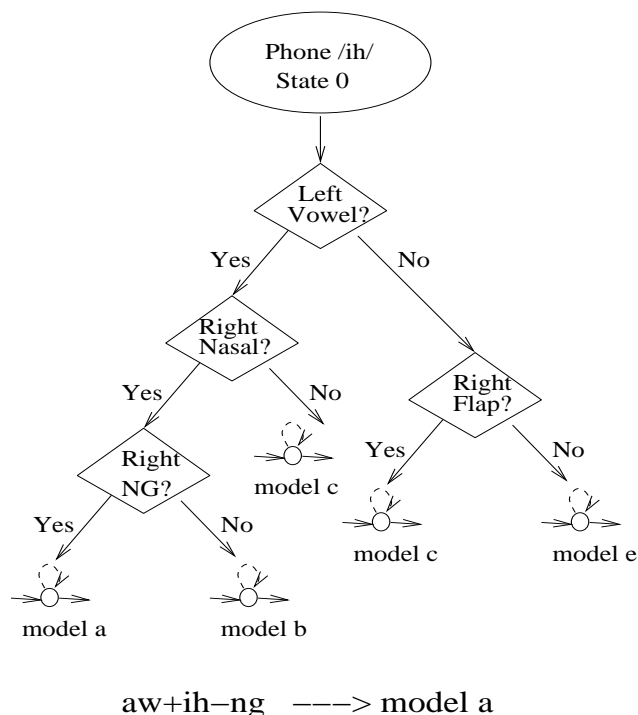 Phone /ih/
State 0
Left
Vowel?
Yes
No
Right
Nasal?
Right
Flap?
Yes
No
Yes
No
Right
NG?
model c
Yes
No
model c
model e
model a
model b
aw+ih−ng −−−> model a